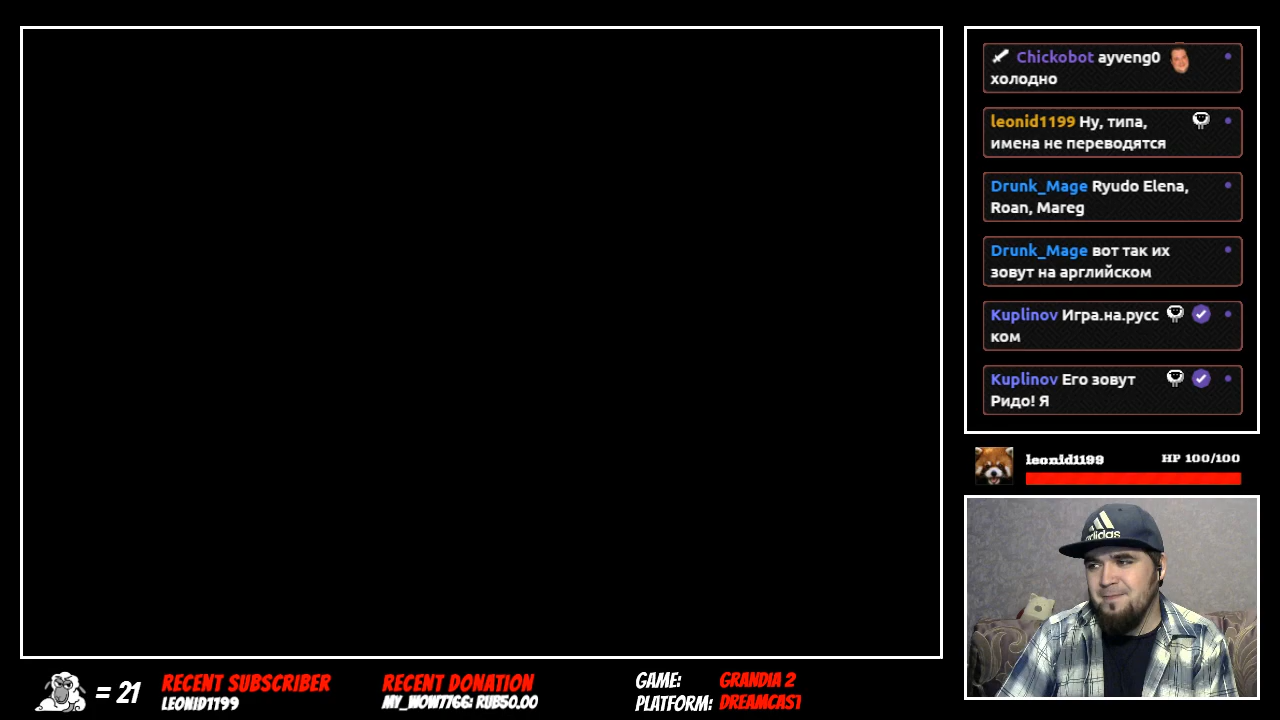 Chickobot ayveng0
холодно
leonid1199 Ну, типа,
имена не переводятся
Drunk_Mage Ryudo Elena,
Roan, Mareg
Drunk_Mage вот так их
зовут на арглийском
Kuplinov Игра.на.русс
ком
Kuplinov Его зовут
Ридо! Я
leonid1199 HP 100/100
adidas
= 21
RECENT SUBSCRIBER
LEONID1199
RECENT DONATION
MY_WOW7766: RUB50.00
GAME: GRANDIA 2
PLATFORM: DREAMCAST